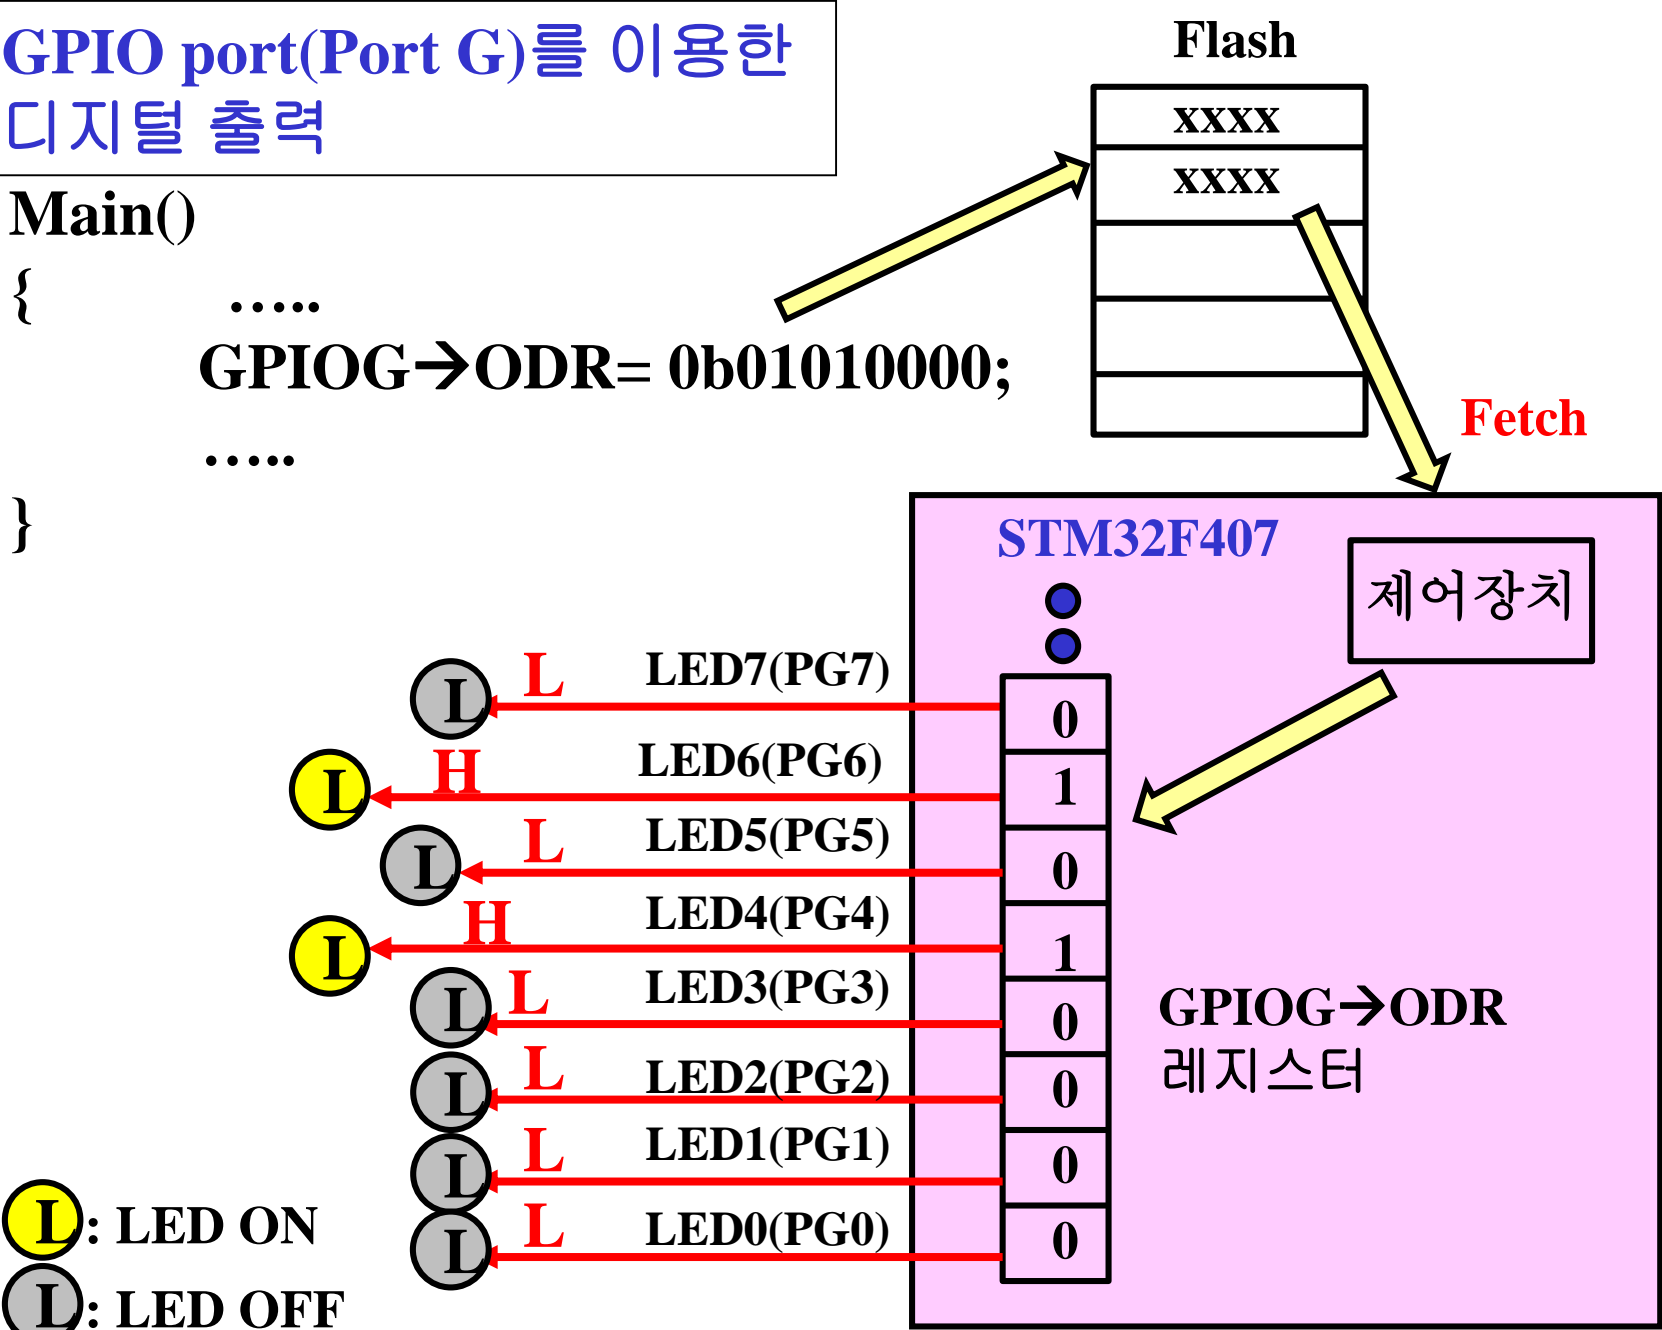 GPIO port(Port G)를 이용한
디지털 출력
Flash
xxxx
xxxx
Main()
{ …..
GPIOG→ODR= 0b01010000;
…..
}
Fetch
STM32F407
제어장치
L L LED7(PG7) 0
L H LED6(PG6) 1
L L LED5(PG5) 0
L H LED4(PG4) 1
L L LED3(PG3) 0
GPIOG→ODR
레지스터
L L LED2(PG2) 0
L L LED1(PG1) 0
L L LED0(PG0) 0
L : LED ON
L : LED OFF